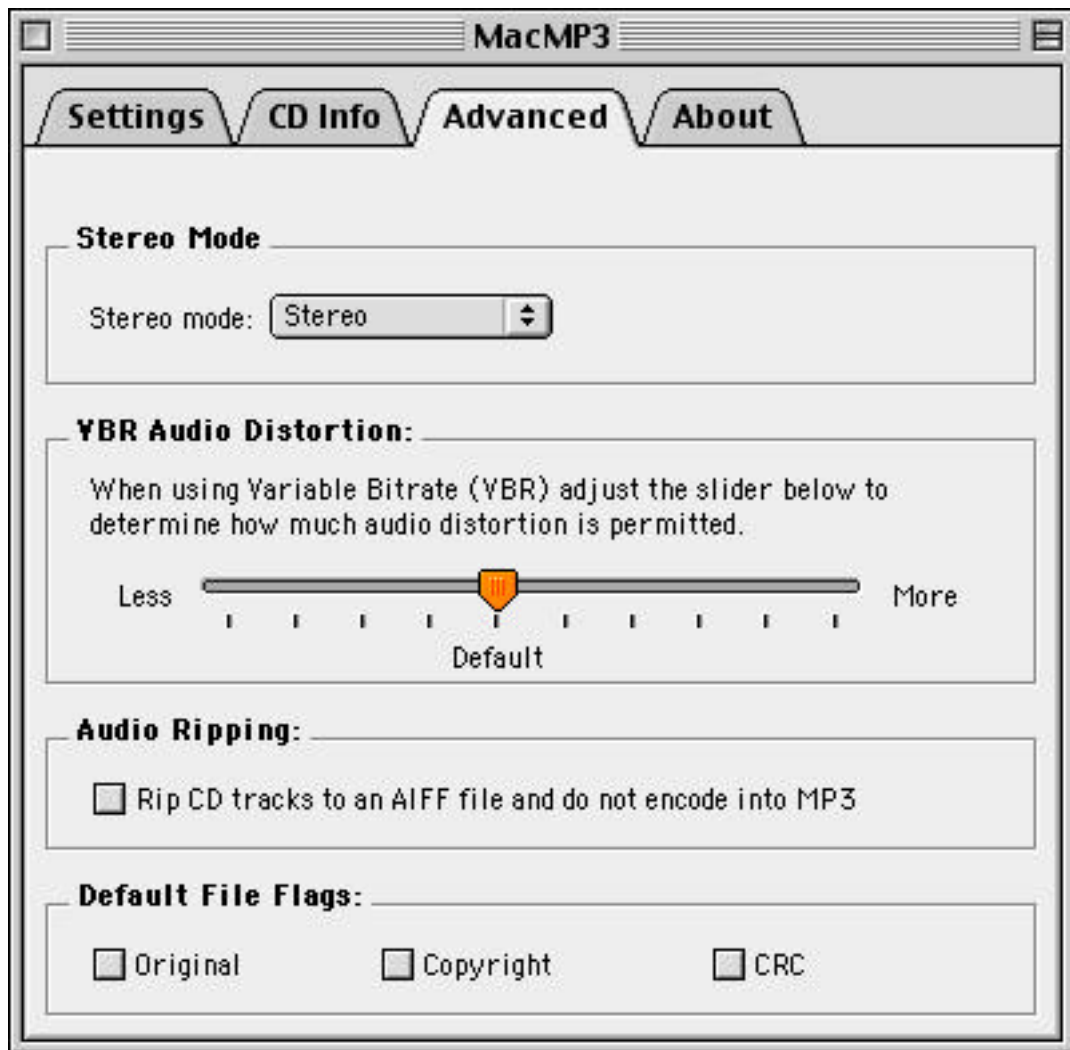 MacMP3
Settings CD Info Advanced About
Stereo Mode
Stereo mode: Stereo
VBR Audio Distortion:
When using Variable Bitrate (VBR) adjust the slider below to
determine how much audio distortion is permitted.
Less More
Default
Audio Ripping:
Rip CD tracks to an AIFF file and do not encode into MP3
Default File Flags:
Original Copyright CRC